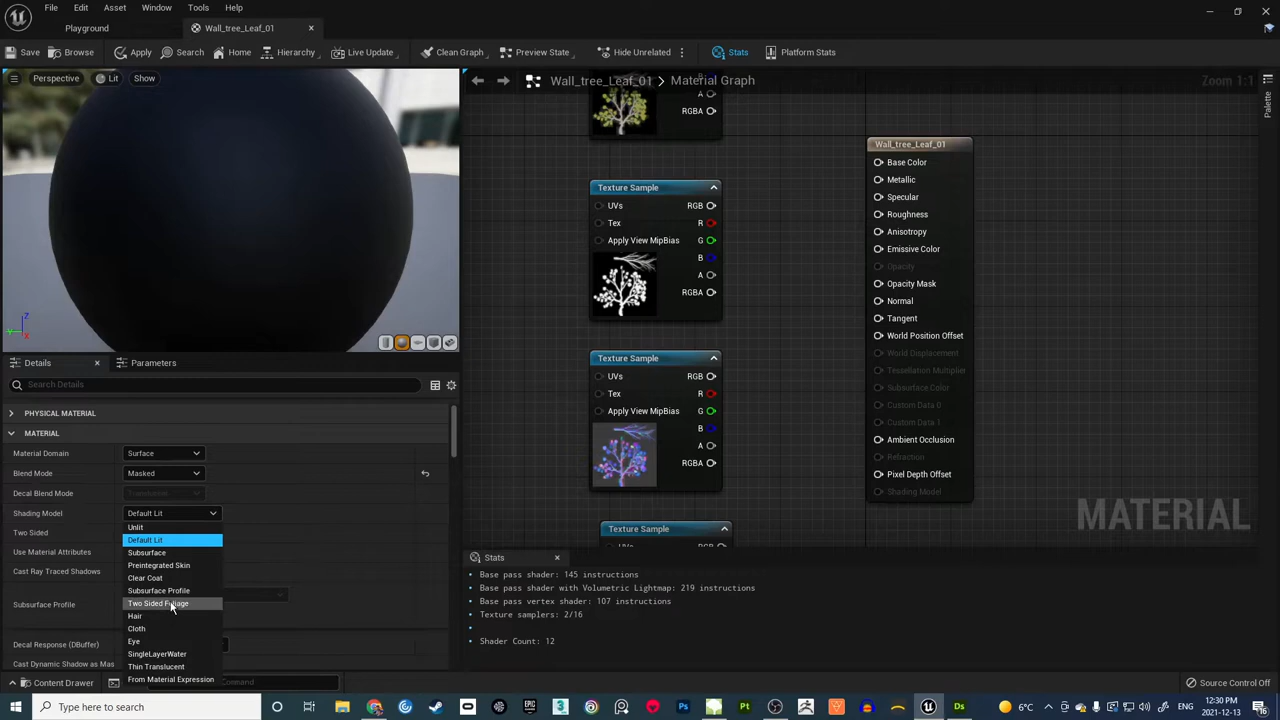 File Edit Asset Window Tools Help
Playground
Wall_tree_Leaf_01
Save Browse Apply Search Home Hierarchy Live Update Clean Graph Preview State Hide Unrelated Stats Platform Stats
Perspective Lit Show
Wall_tree_Leaf_01 > Material Graph
Zoom 1:1
Palette
A
RGBA
Texture Sample
UVs RGB
Tex R
Apply View MipBias G
B
A
RGBA
Texture Sample
UVs RGB
Tex R
Apply View MipBias G
B
A
RGBA
Texture Sample
Wall_tree_Leaf_01
Base Color
Metallic
Specular
Roughness
Anisotropy
Emissive Color
Opacity
Opacity Mask
Normal
Tangent
World Position Offset
World Displacement
Tessellation Multiplier
Subsurface Color
Custom Data 0
Custom Data 1
Ambient Occlusion
Refraction
Pixel Depth Offset
Shading Model
MATERIAL
Z
Y
X
Details Parameters
Search Details
PHYSICAL MATERIAL
MATERIAL
Material Domain Surface
Blend Mode Masked
Decal Blend Mode Translucent
Shading Model Default Lit
Two Sided
Use Material Attributes
Cast Ray Traced Shadows
Subsurface Profile
Decal Response (DBuffer)
Cast Dynamic Shadow as Mas
Unlit
Default Lit
Subsurface
Preintegrated Skin
Clear Coat
Subsurface Profile
Two Sided Foliage
Hair
Cloth
Eye
SingleLayerWater
Thin Translucent
From Material Expression
Stats
Base pass shader: 145 instructions
Base pass shader with Volumetric Lightmap: 219 instructions
Base pass vertex shader: 107 instructions
Texture samplers: 2/16
Shader Count: 12
Content Drawer Command Source Control Off
Type here to search
EPIC
3
Ps
Pt
Ds
6°C
12:30 PM
2021-12-13